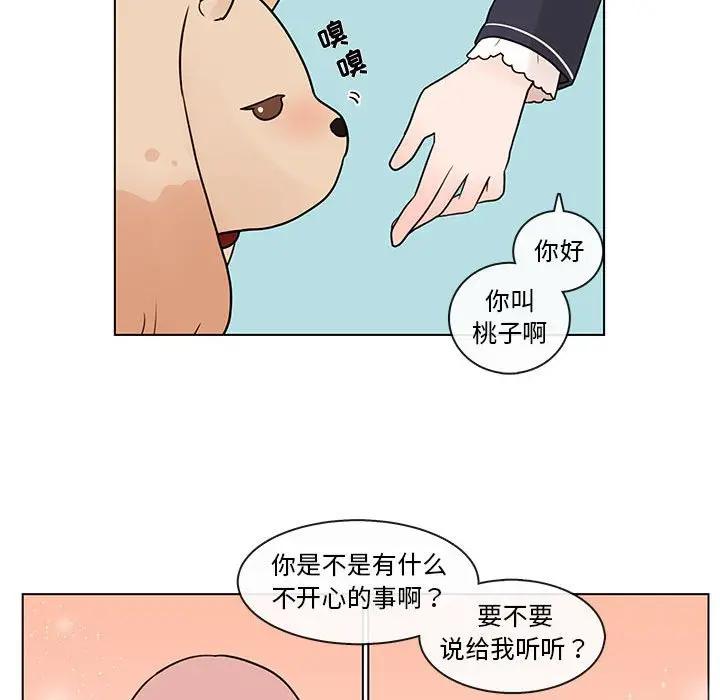 嗅
嗅
你好
你叫
桃子啊
你是不是有什么
不开心的事啊？
要不要
说给我听听？